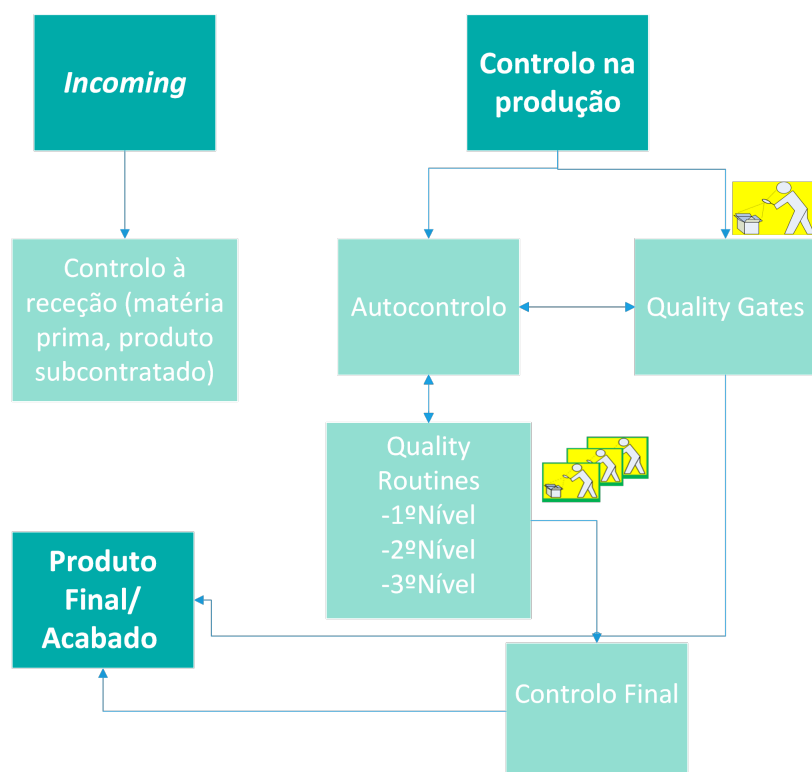 Incoming
Controlo na
produção
Controlo à
receção (matéria
prima, produto
subcontratado)
Autocontrolo
Quality Gates
Quality
Routines
-1ºNível
-2ºNível
-3ºNível
Produto
Final/
Acabado
Controlo Final